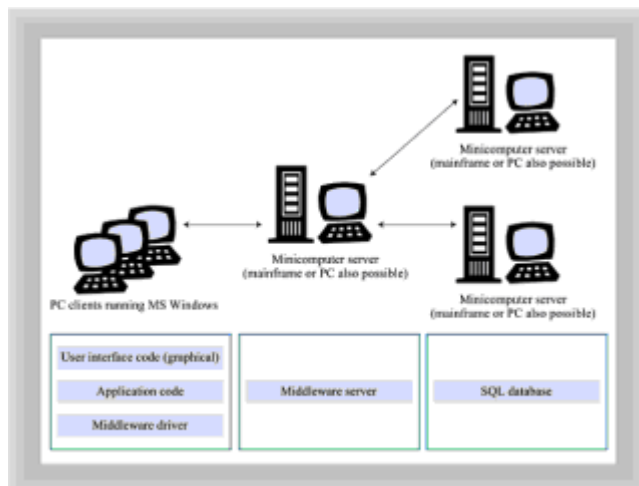 Minicomputer server
(mainframe or PC also possible)
Minicomputer server
(mainframe or PC also possible)
PC clients running MS Windows
Minicomputer server
(mainframe or PC also possible)
User interface code (graphical)
Application code
Middleware driver
Middleware server
SQL database